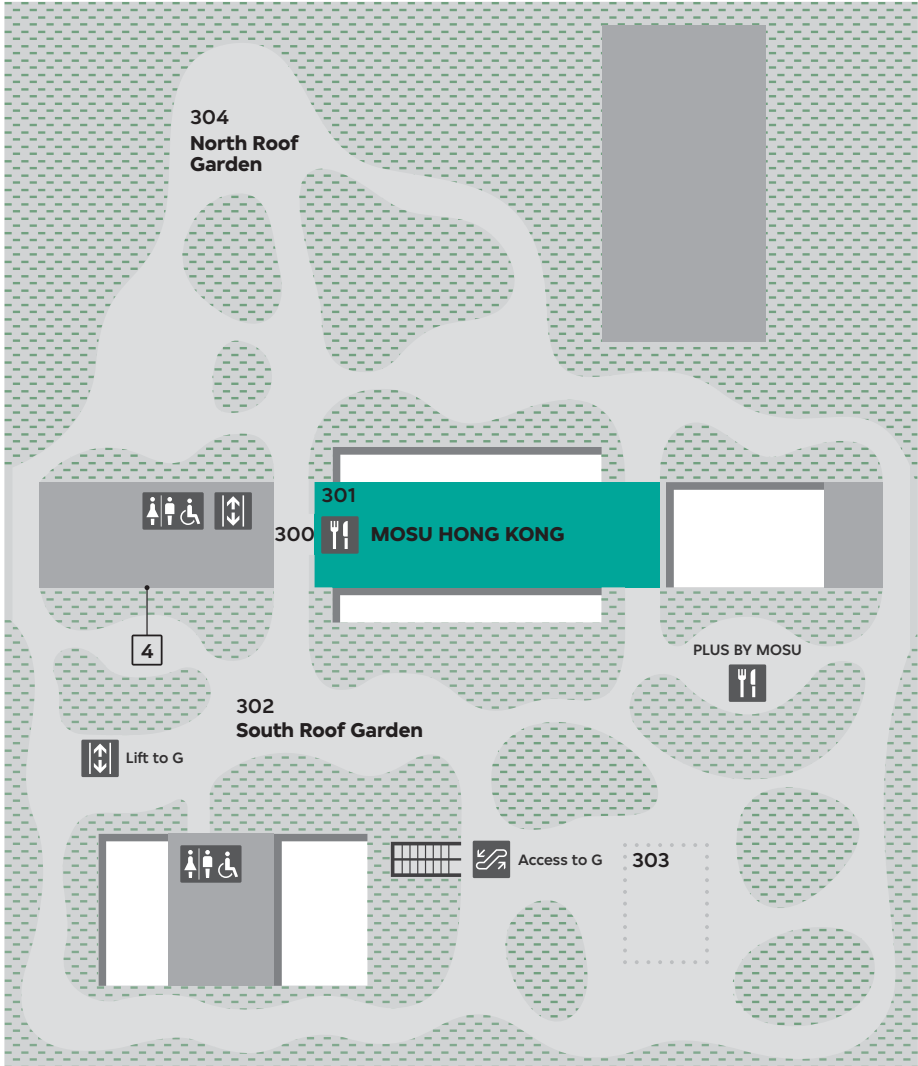 304
North Roof
Garden
301
300
MOSU HONG KONG
4
PLUS BY MOSU
302
South Roof Garden
Lift to G
Access to G
303